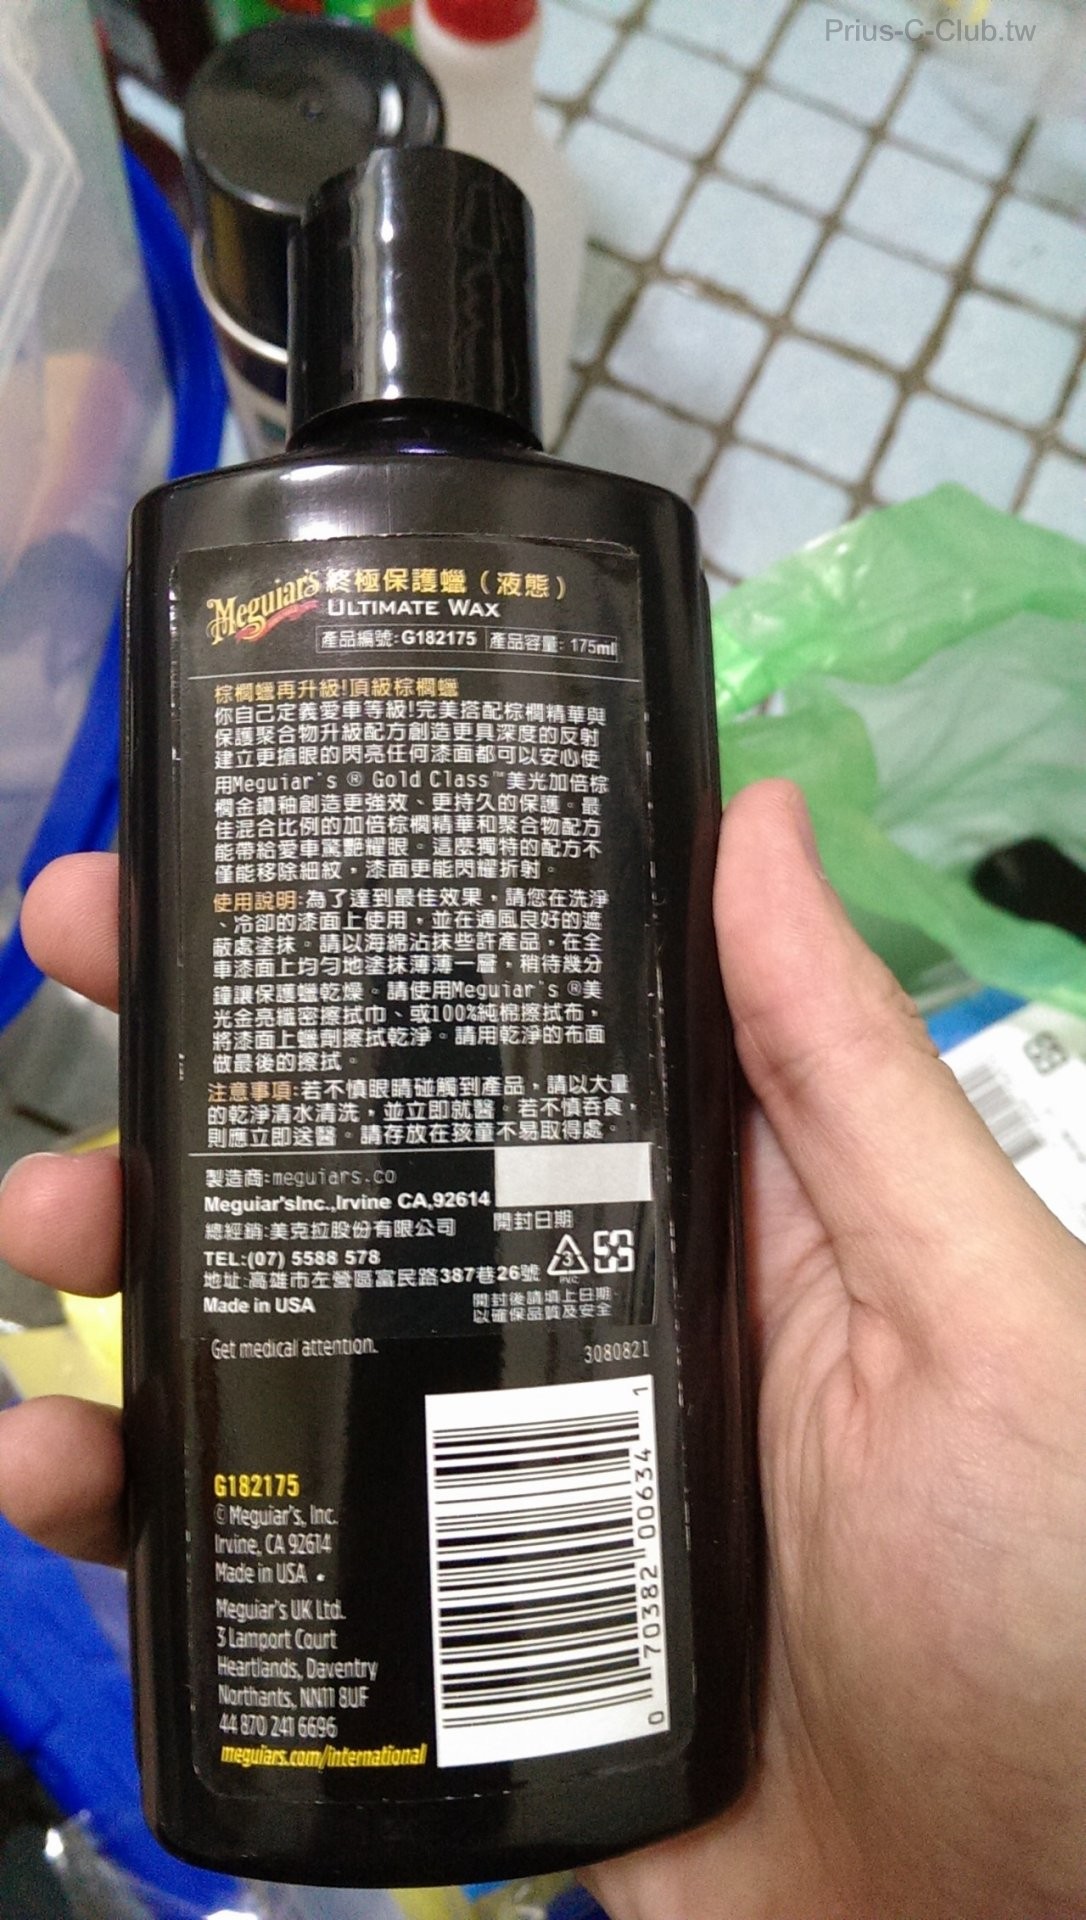 Prius-C-Club.tw
Meguiar's 終極保護蠟（液態）
ULTIMATE WAX
產品編號:G182175 產品容量: 175ml
棕櫚蠟再升級!頂級棕櫚蠟
你自己定義愛車等級!完美搭配棕櫚精華與
保護聚合物升級配方創造更具深度的反射
建立更搶眼的閃亮任何漆面都可以安心使
用Meguiar's ® Gold Class™美光加倍棕
櫚金鑽釉創造更強效、更持久的保護。最
佳混合比例的加倍棕櫚精華和聚合物配方
能帶給愛車驚艷耀眼。這麼獨特的配方不
僅能移除細紋，漆面更能閃耀折射。
使用說明:為了達到最佳效果，請您在洗淨
、冷卻的漆面上使用，並在通風良好的遮
蔽處塗抹。請以海綿沾抹些許產品，在全
車漆面上均勻地塗抹薄薄一層，稍待幾分
鐘讓保護蠟乾燥。請使用Meguiar's ®美
光金亮纖密擦拭巾、或100%純棉擦拭布，
將漆面上蠟劑擦拭乾淨。請用乾淨的布面
做最後的擦拭。
注意事項:若不慎眼睛碰觸到產品，請以大量
的乾淨清水清洗，並立即就醫。若不慎吞食，
則應立即送醫。請存放在孩童不易取得處。
製造商:meguiars.co
Meguiar'sInc.,Irvine CA,92614
開封日期
總經銷:美克拉股份有限公司
TEL:(07) 5588 578
3
PVC
地址:高雄市左營區富民路387巷26號
Made in USA
開封後請填上日期
以確保品質及安全
Get medical attention.
3080821
G182175
© Meguiar's, Inc.
Irvine, CA 92614
Made in USA
Meguiar's UK Ltd.
3 Lamport Court
Heartlands, Daventry
Northants, NN11 8UF
44 870 241 6696
meguiars.com/international
0 70382 00634 1